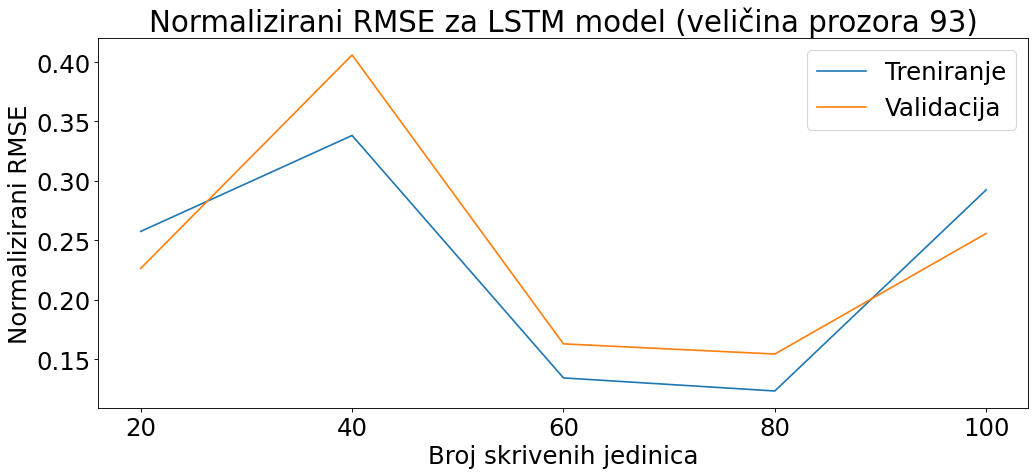 Normalizirani RMSE za LSTM model (veličina prozora 93)
Treniranje
Validacija
Normalizirani RMSE
0.40
0.35
0.30
0.25
0.20
0.15
20 40 60 80 100
Broj skrivenih jedinica